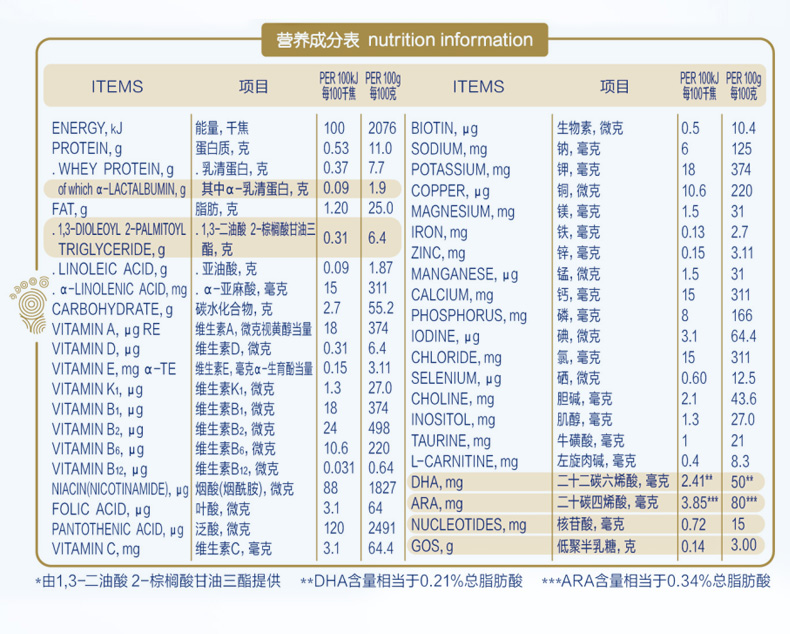 营养成分表 nutrition information
ITEMS 项目 PER 100kJ 每100千焦 PER 100g 每100克
ENERGY, kJ 能量, 千焦 100 2076
PROTEIN, g 蛋白质, 克 0.53 11.0
. WHEY PROTEIN, g . 乳清蛋白, 克 0.37 7.7
of which α-LACTALBUMIN, g 其中α-乳清蛋白, 克 0.09 1.9
FAT, g 脂肪, 克 1.20 25.0
. 1,3-DIOLEOYL 2-PALMITOYL TRIGLYCERIDE, g . 1,3-二油酸 2-棕榈酸甘油三酯, 克 0.31 6.4
. LINOLEIC ACID, g . 亚油酸, 克 0.09 1.87
. α-LINOLENIC ACID, mg . α-亚麻酸, 毫克 15 311
CARBOHYDRATE, g 碳水化合物, 克 2.7 55.2
VITAMIN A, μg RE 维生素A, 微克视黄醇当量 18 374
VITAMIN D, μg 维生素D, 微克 0.31 6.4
VITAMIN E, mg α-TE 维生素E, 毫克α-生育酚当量 0.15 3.11
VITAMIN K1, μg 维生素K1, 微克 1.3 27.0
VITAMIN B1, μg 维生素B1, 微克 18 374
VITAMIN B2, μg 维生素B2, 微克 24 498
VITAMIN B6, μg 维生素B6, 微克 10.6 220
VITAMIN B12, μg 维生素B12, 微克 0.031 0.64
NIACIN(NICOTINAMIDE), μg 烟酸(烟酰胺), 微克 88 1827
FOLIC ACID, μg 叶酸, 微克 3.1 64
PANTOTHENIC ACID, μg 泛酸, 微克 120 2491
VITAMIN C, mg 维生素C, 毫克 3.1 64.4
ITEMS 项目 PER 100kJ 每100千焦 PER 100g 每100克
BIOTIN, μg 生物素, 微克 0.5 10.4
SODIUM, mg 钠, 毫克 6 125
POTASSIUM, mg 钾, 毫克 18 374
COPPER, μg 铜, 微克 10.6 220
MAGNESIUM, mg 镁, 毫克 1.5 31
IRON, mg 铁, 毫克 0.13 2.7
ZINC, mg 锌, 毫克 0.15 3.11
MANGANESE, μg 锰, 微克 1.5 31
CALCIUM, mg 钙, 毫克 15 311
PHOSPHORUS, mg 磷, 毫克 8 166
IODINE, μg 碘, 微克 3.1 64.4
CHLORIDE, mg 氯, 毫克 15 311
SELENIUM, μg 硒, 微克 0.60 12.5
CHOLINE, mg 胆碱, 毫克 2.1 43.6
INOSITOL, mg 肌醇, 毫克 1.3 27.0
TAURINE, mg 牛磺酸, 毫克 1 21
L-CARNITINE, mg 左旋肉碱, 毫克 0.4 8.3
DHA, mg 二十二碳六烯酸, 毫克 2.41** 50**
ARA, mg 二十碳四烯酸, 毫克 3.85*** 80***
NUCLEOTIDES, mg 核苷酸, 毫克 0.72 15
GOS, g 低聚半乳糖, 克 0.14 3.00
*由1,3-二油酸 2-棕榈酸甘油三酯提供 **DHA含量相当于0.21%总脂肪酸 ***ARA含量相当于0.34%总脂肪酸